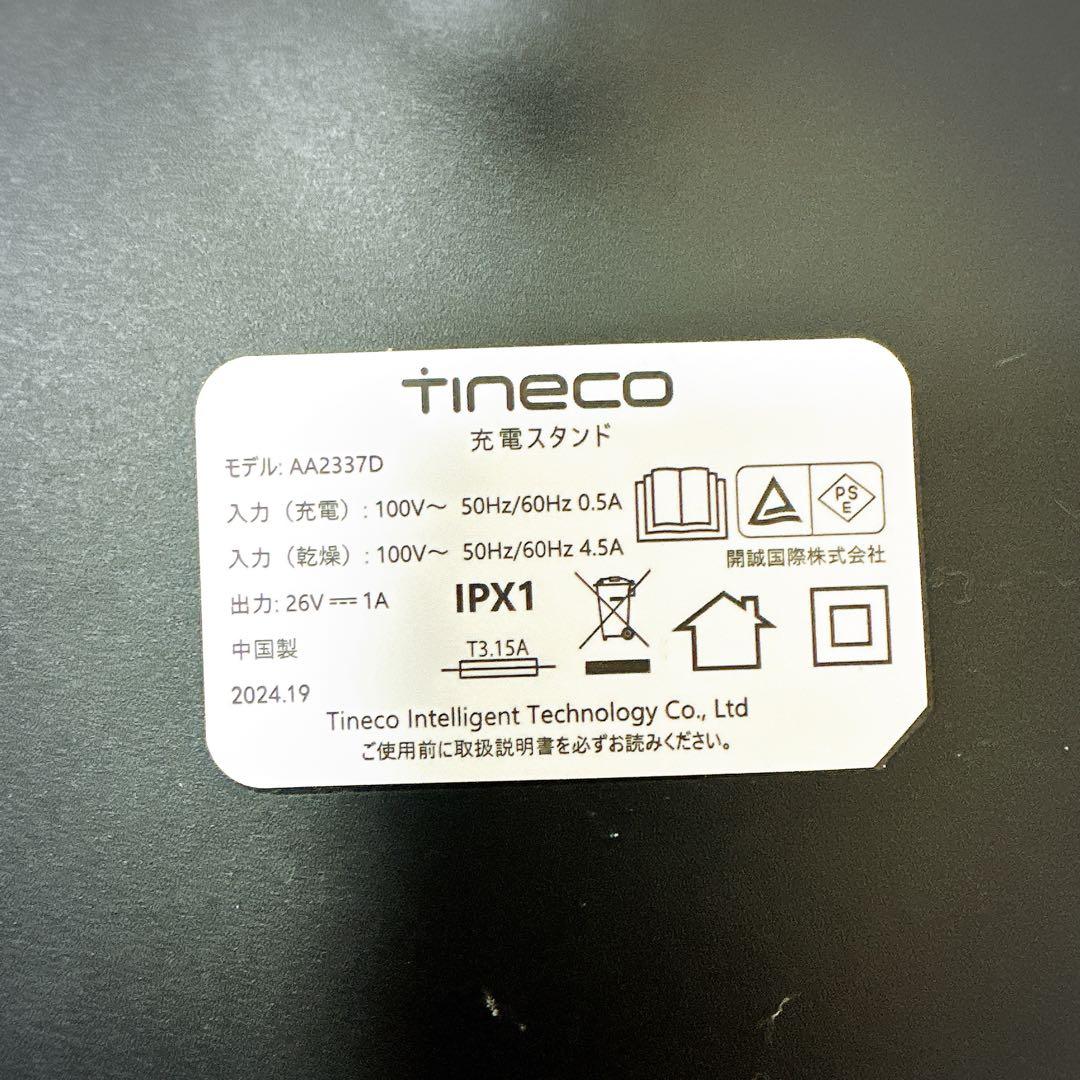 TINECO
充電スタンド
モデル: AA2337D
入力（充電）: 100V～ 50Hz/60Hz 0.5A
入力（乾燥）: 100V～ 50Hz/60Hz 4.5A
出力: 26V⎓1A
中国製
2024.19
IPX1
T3.15A
PS
E
開誠国際株式会社
Tineco Intelligent Technology Co., Ltd
ご使用前に取扱説明書を必ずお読みください。